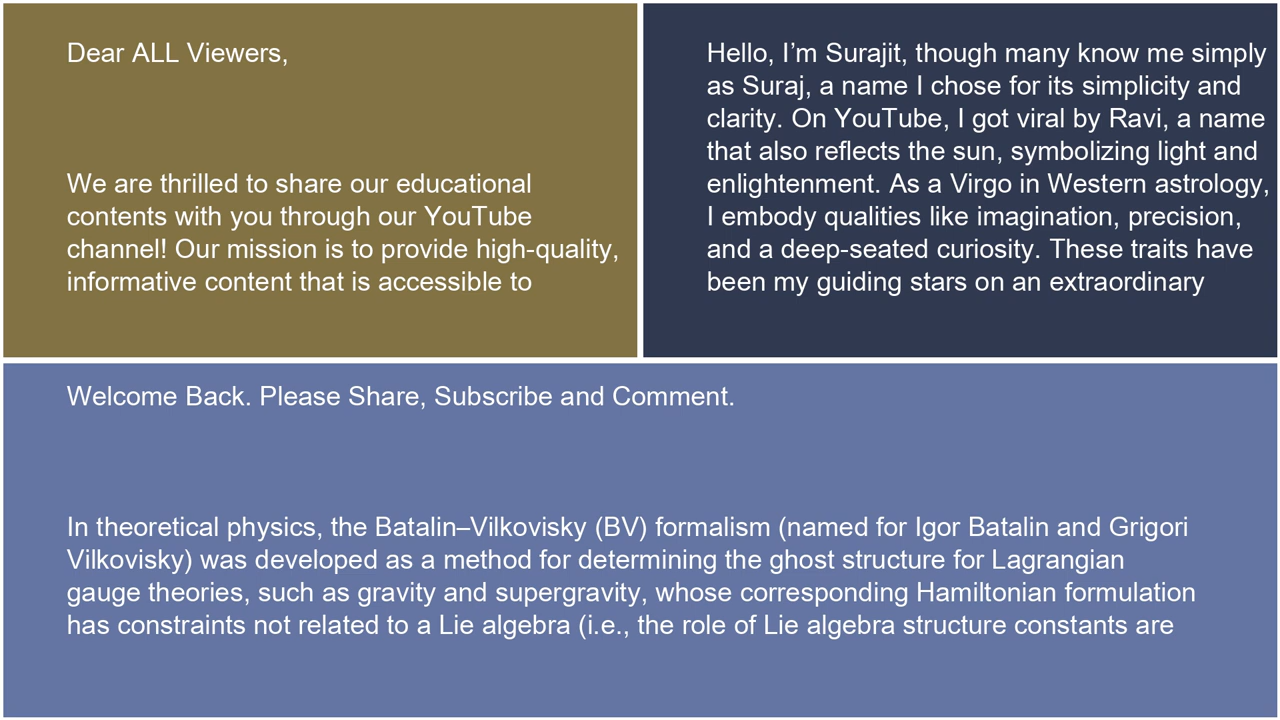 Dear ALL Viewers,
We are thrilled to share our educational
contents with you through our YouTube
channel! Our mission is to provide high-quality,
informative content that is accessible to
Hello, I’m Surajit, though many know me simply
as Suraj, a name I chose for its simplicity and
clarity. On YouTube, I got viral by Ravi, a name
that also reflects the sun, symbolizing light and
enlightenment. As a Virgo in Western astrology,
I embody qualities like imagination, precision,
and a deep-seated curiosity. These traits have
been my guiding stars on an extraordinary
Welcome Back. Please Share, Subscribe and Comment.
In theoretical physics, the Batalin–Vilkovisky (BV) formalism (named for Igor Batalin and Grigori
Vilkovisky) was developed as a method for determining the ghost structure for Lagrangian
gauge theories, such as gravity and supergravity, whose corresponding Hamiltonian formulation
has constraints not related to a Lie algebra (i.e., the role of Lie algebra structure constants are